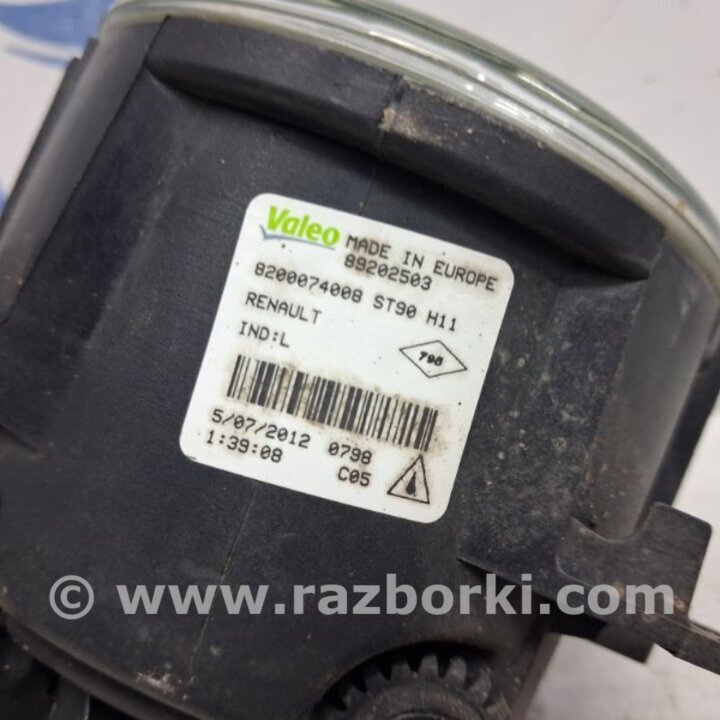 Valeo MADE IN EUROPE
89202503
8200074008 ST90 H11
RENAULT
IND:L
5/07/2012 0798
1:39:08 C05
© www.razborki.com